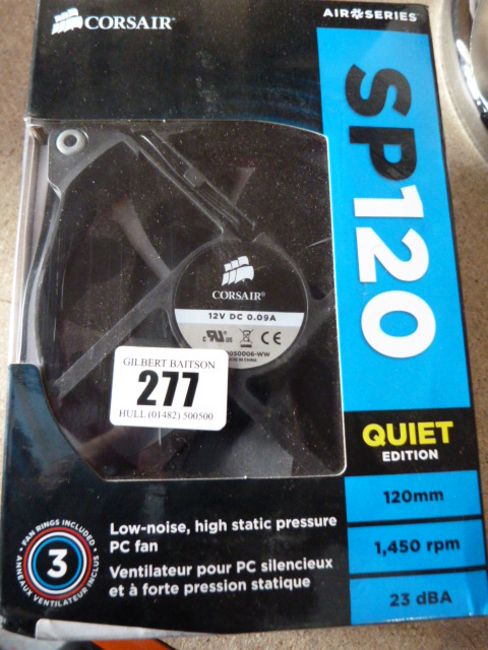 CORSAIR
AIR SERIES
SP120
CORSAIR
12V DC 0.09A
GILBERT BAITSON
277
HULL (01482) 500500
QUIET
EDITION
120mm
1,450 rpm
23 dBA
FAN RINGS INCLUDED
3
ANNEAUX VENTILATEUR INCLUS
Low-noise, high static pressure
PC fan
Ventilateur pour PC silencieux
et à forte pression statique